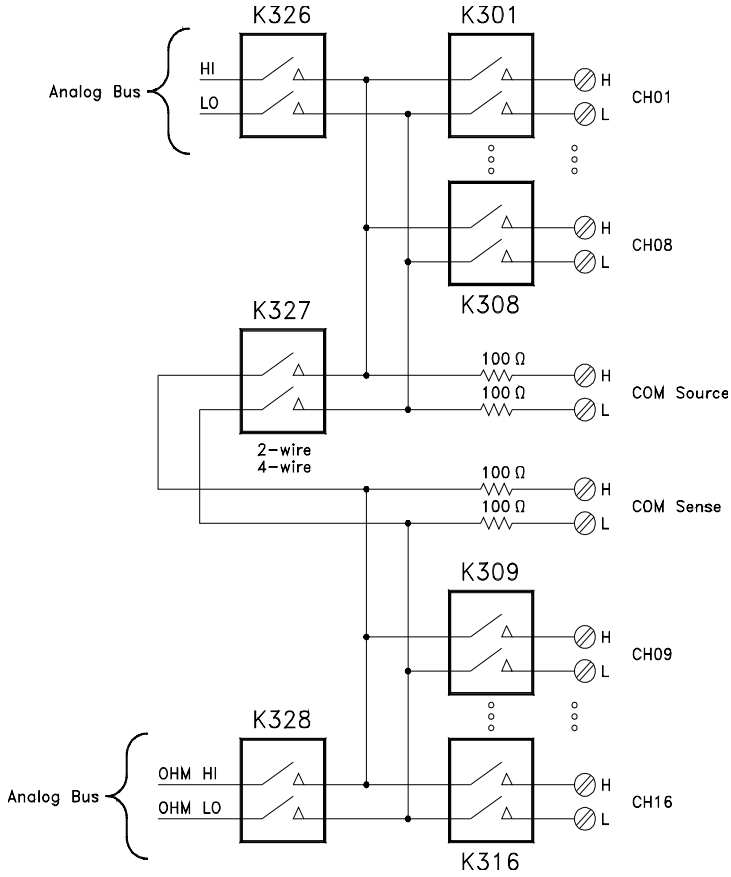 K326
K301
Analog Bus
HI
LO
H
L
CH01
H
L
CH08
K308
K327
2-wire
4-wire
100 Ω
H
100 Ω
L
COM Source
100 Ω
H
100 Ω
L
COM Sense
K309
H
L
CH09
K328
Analog Bus
OHM HI
OHM LO
H
L
CH16
K316